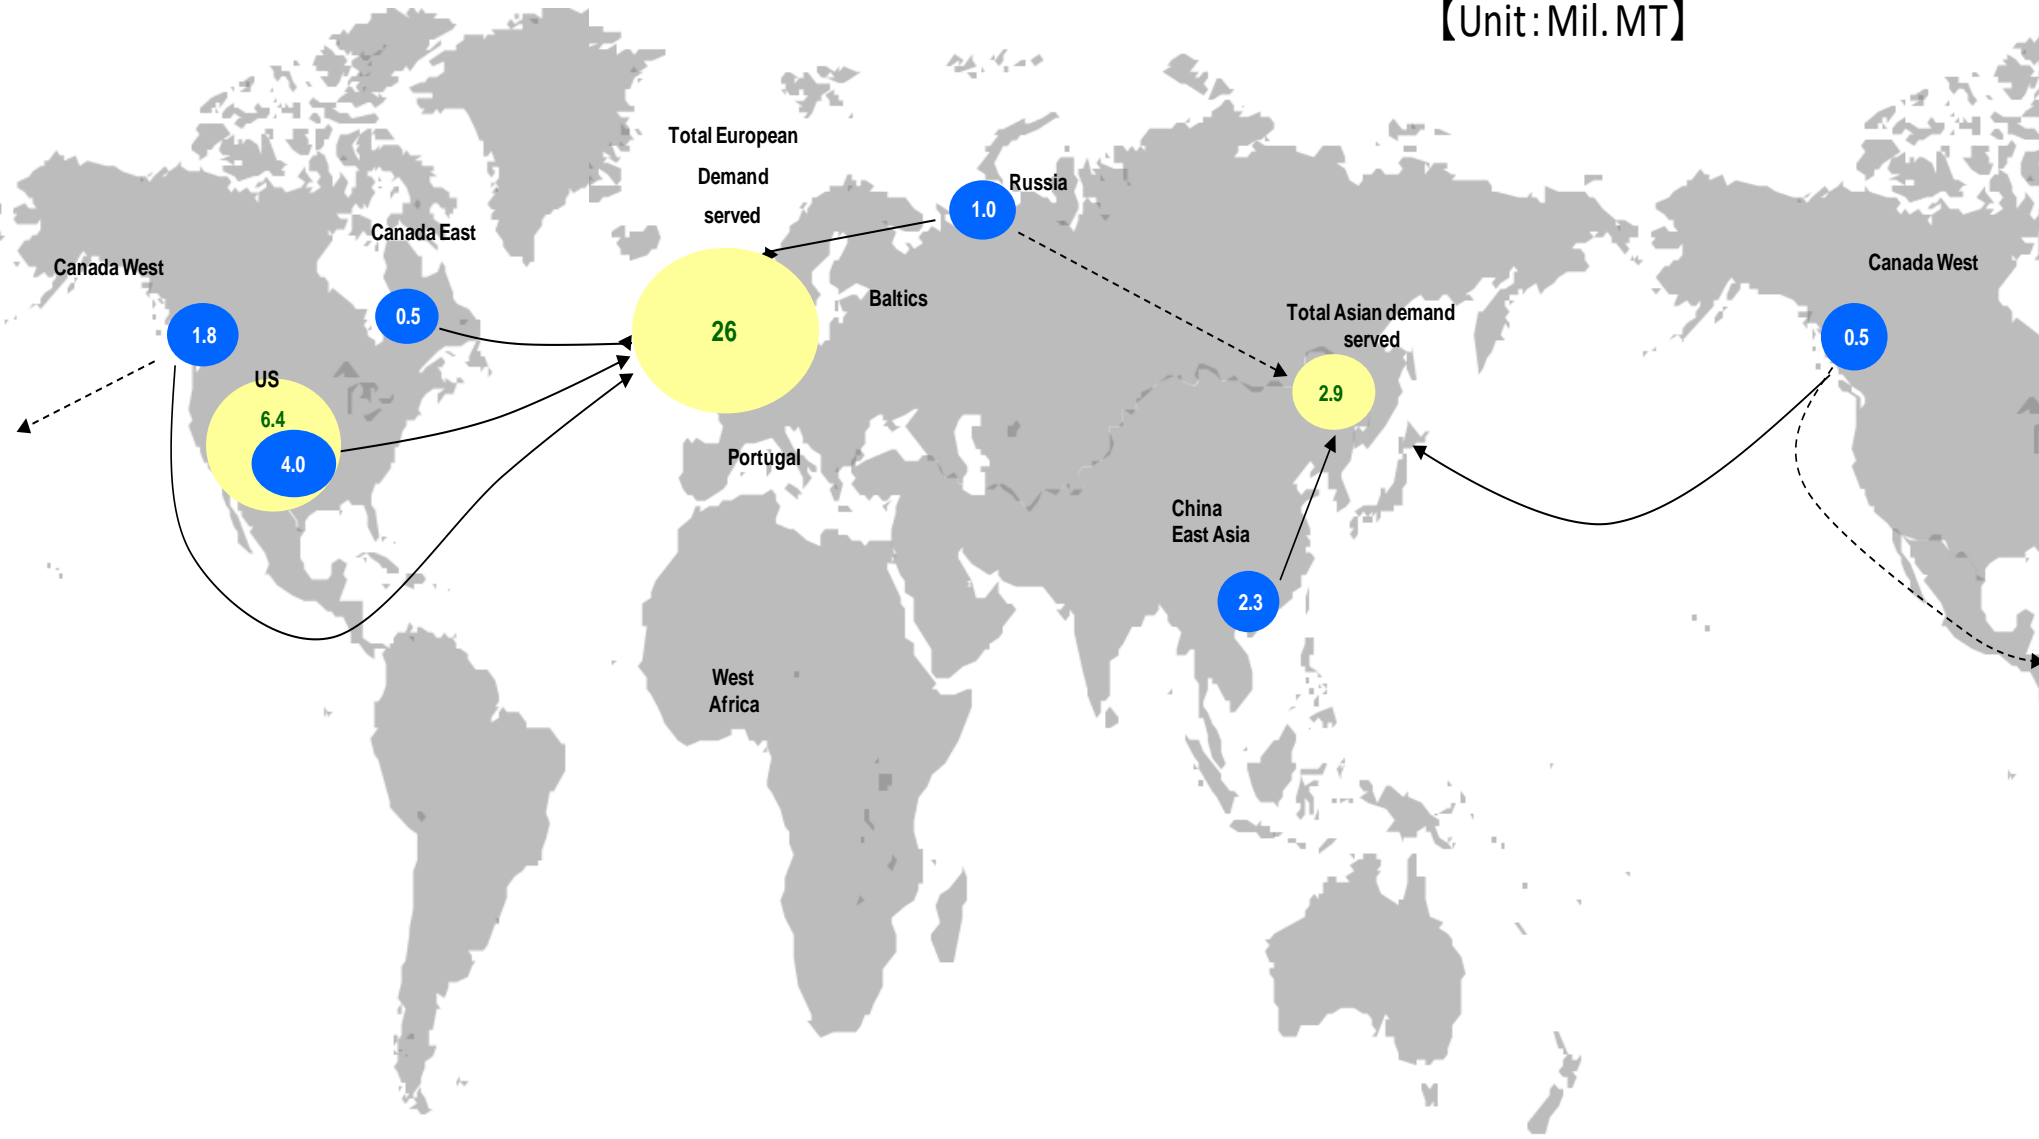 【Unit:Mil. MT】
Total European
Demand
served
Russia
1.0
Canada East
Canada West
Canada West
Baltics
Total Asian demand
served
0.5
1.8
26
0.5
US
6.4
2.9
4.0
Portugal
China
East Asia
2.3
West
Africa